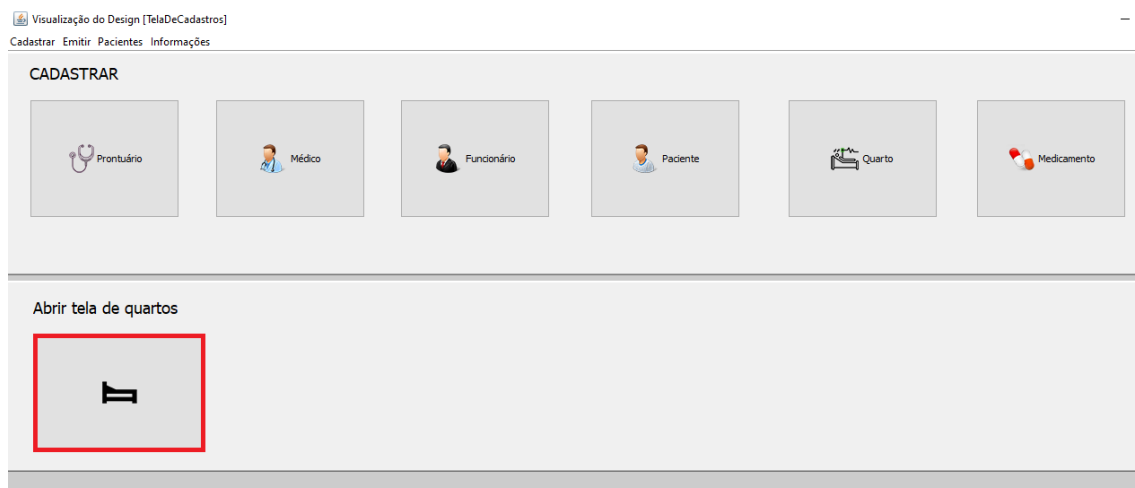 Visualização do Design [TelaDeCadastros]
Cadastrar Emitir Pacientes Informações
CADASTRAR
Prontuário Médico Funcionário Paciente Quarto Medicamento
Abrir tela de quartos